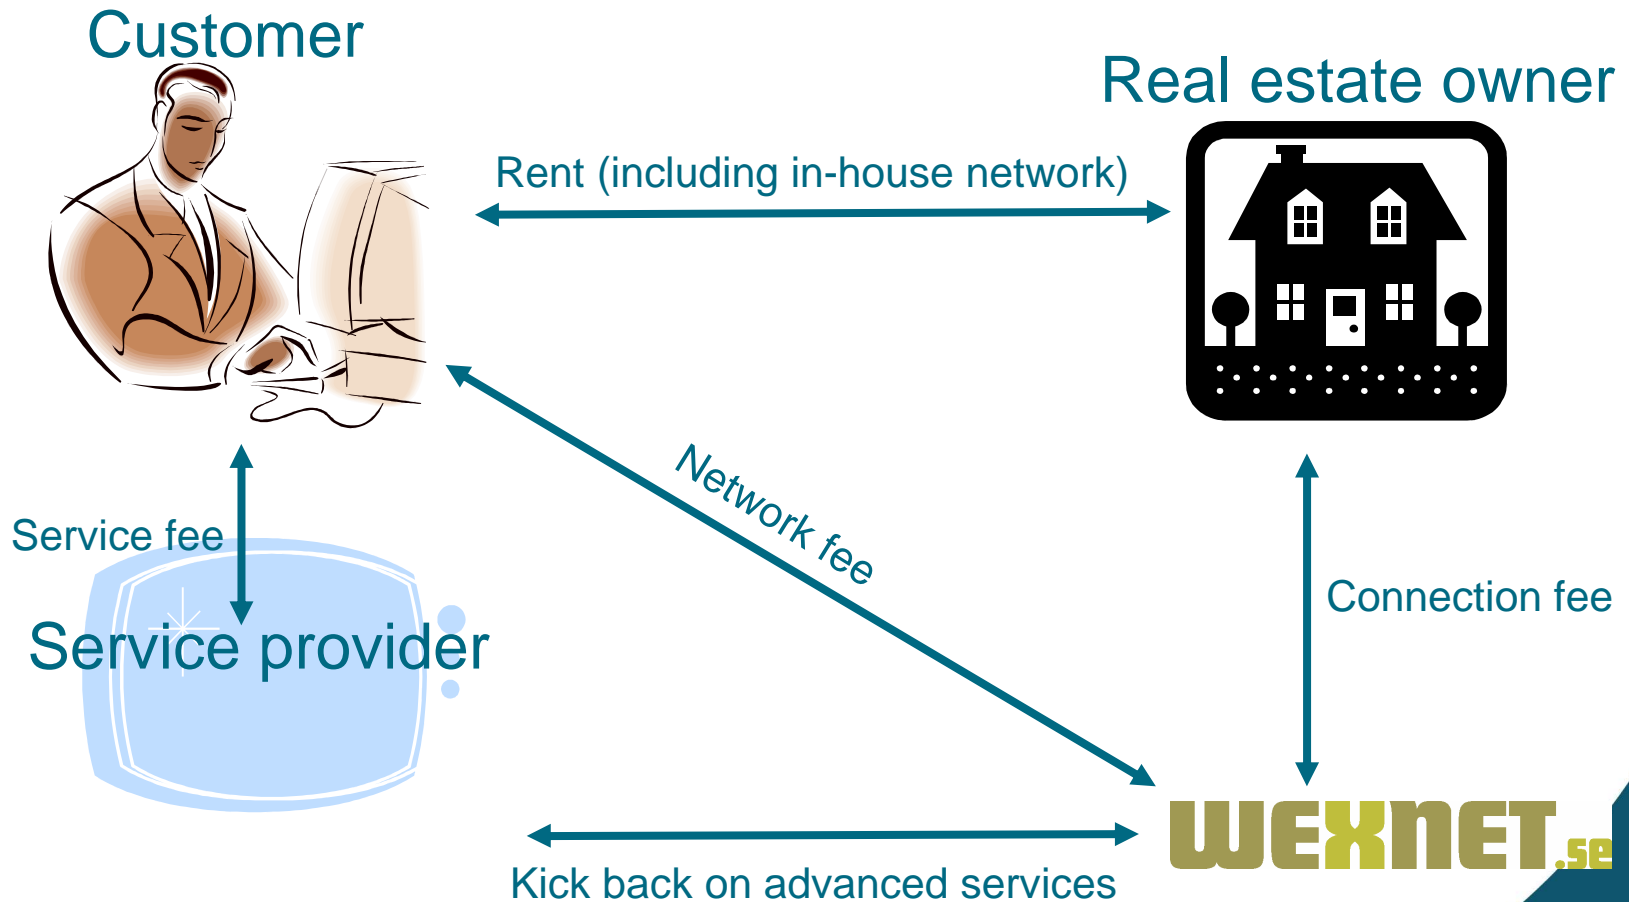 Customer
Real estate owner
Rent (including in-house network)
Network fee
Service fee
Connection fee
Service provider
WEXNET.se
Kick back on advanced services